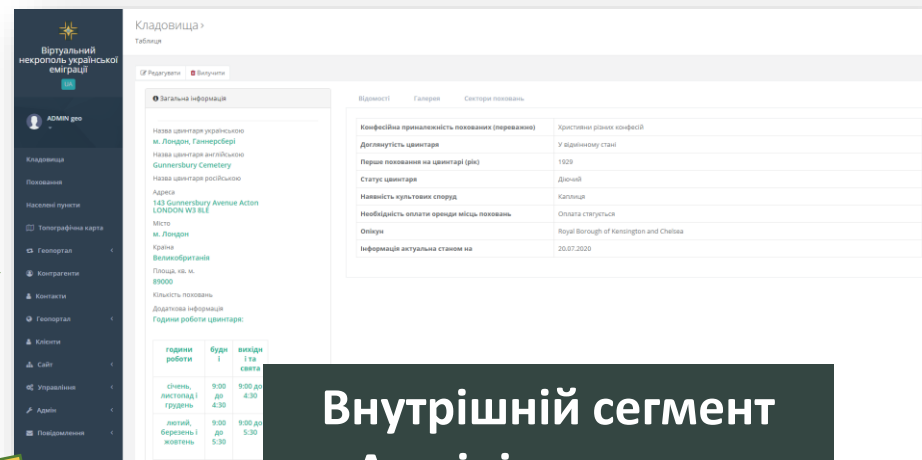 Віртуальний
некрополь української
еміграції
UA
ADMIN geo
Кладовища
Поховання
Населені пункти
Топографічна карта
Геопортал
Контрагенти
Контакти
Геопортал
Клієнти
Сайт
Управління
Адмін
Повідомлення
Кладовища ›
Таблиця
Редагувати Вилучити
Загальна інформація
Назва цвинтаря українською
м. Лондон, Ганнерсбері
Назва цвинтаря англійською
Gunnersbury Cemetery
Назва цвинтаря російською
Адреса
143 Gunnersbury Avenue Acton
LONDON W3 8LE
Місто
м. Лондон
Країна
Великобританія
Площа, кв. м.
89000
Кількість поховань
Додаткова інформація
Години роботи цвинтаря:
години будн вихідн
роботи і і та
свята
січень, 9:00 9:00 до
листопад і до 4:30
грудень 4:30
лютий, 9:00 9:00 до
березень і до 5:30
жовтень 5:30
Відомості Галерея Сектори поховань
Конфесійна приналежність похованих (переважно) Християни різних конфесій
Доглянутість цвинтаря У відмінному стані
Перше поховання на цвинтарі (рік) 1929
Статус цвинтаря Діючий
Наявність культових споруд Каплиця
Необхідність оплати оренди місць поховань Оплата стягується
Опікун Royal Borough of Kensington and Chelsea
Інформація актуальна станом на 20.07.2020
Внутрішній сегмент